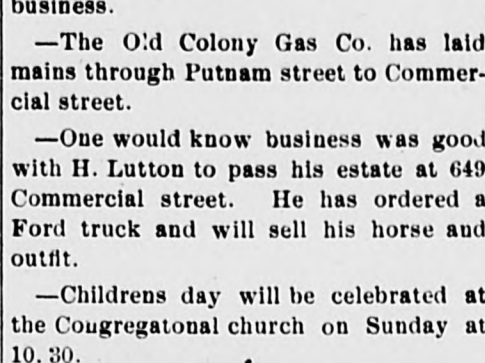 business.
—The Old Colony Gas Co. has laid
mains through Putnam street to Commer-
cial street.
—One would know business was good
with H. Lutton to pass his estate at 649
Commercial street. He has ordered a
Ford truck and will sell his horse and
outfit.
—Childrens day will be celebrated at
the Congregatonal church on Sunday at
10.30.